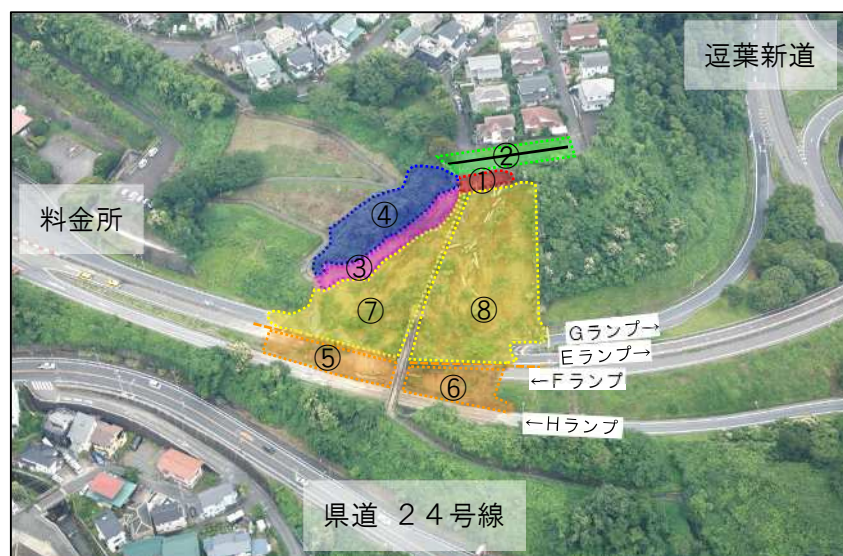 逗葉新道
②
①
④
料金所
③
⑦
⑧
Gランプ→
Eランプ→
⑤
←Fランプ
⑥
←Hランプ
県道 24号線